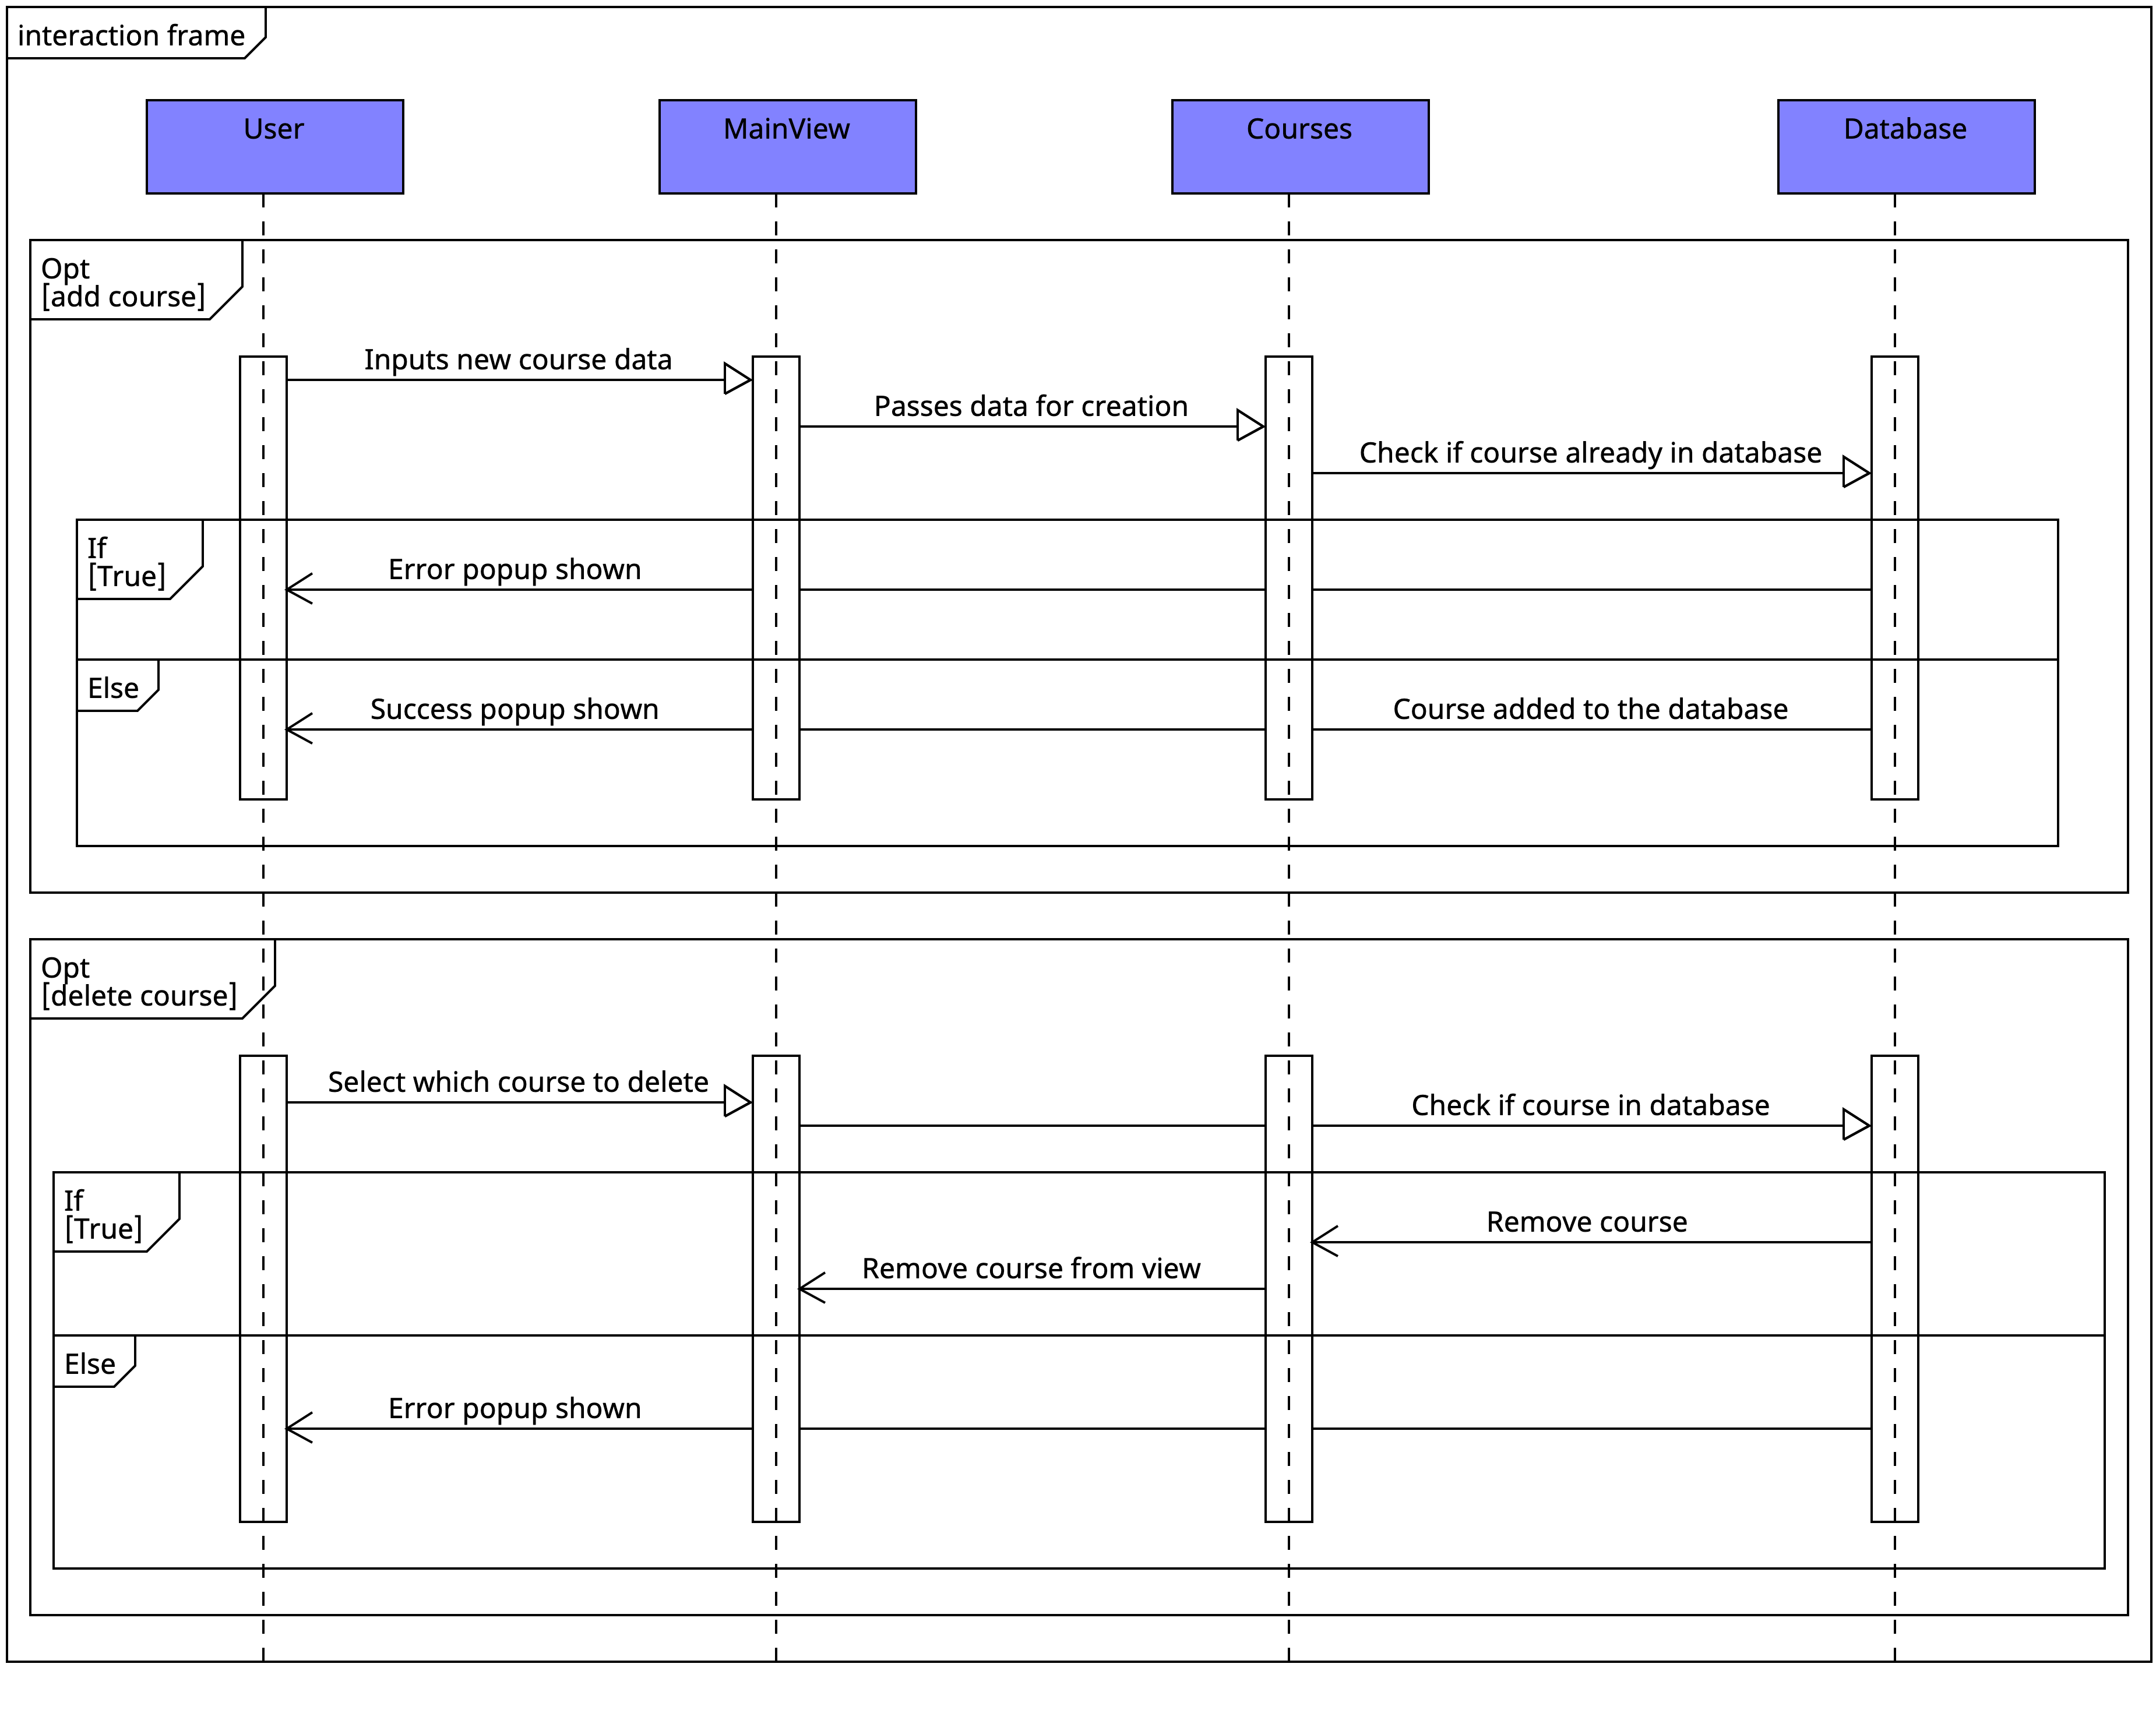 interaction frame
User
MainView
Courses
Database
Opt
[add course]
Inputs new course data
Passes data for creation
Check if course already in database
If
[True]
Error popup shown
Else
Success popup shown
Course added to the database
Opt
[delete course]
Select which course to delete
Check if course in database
If
[True]
Remove course
Remove course from view
Else
Error popup shown